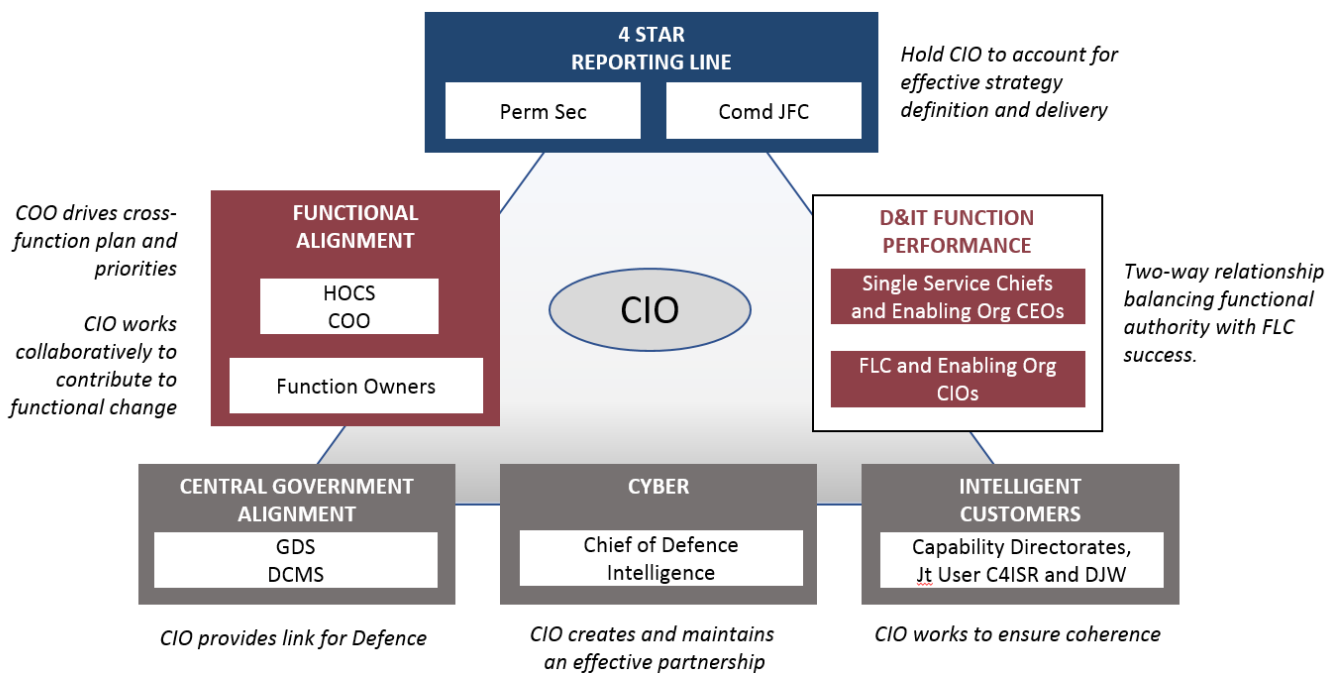 4 STAR
REPORTING LINE
Perm Sec
Comd JFC
Hold CIO to account for
effective strategy
definition and delivery
COO drives cross-
function plan and
priorities
CIO works
collaboratively to
contribute to
functional change
FUNCTIONAL
ALIGNMENT
HOCS
COO
Function Owners
CIO
D&IT FUNCTION
PERFORMANCE
Single Service Chiefs
and Enabling Org CEOs
FLC and Enabling Org
CIOs
Two-way relationship
balancing functional
authority with FLC
success.
CENTRAL GOVERNMENT
ALIGNMENT
GDS
DCMS
CIO provides link for Defence
CYBER
Chief of Defence
Intelligence
CIO creates and maintains
an effective partnership
INTELLIGENT
CUSTOMERS
Capability Directorates,
Jt User C4ISR and DJW
CIO works to ensure coherence